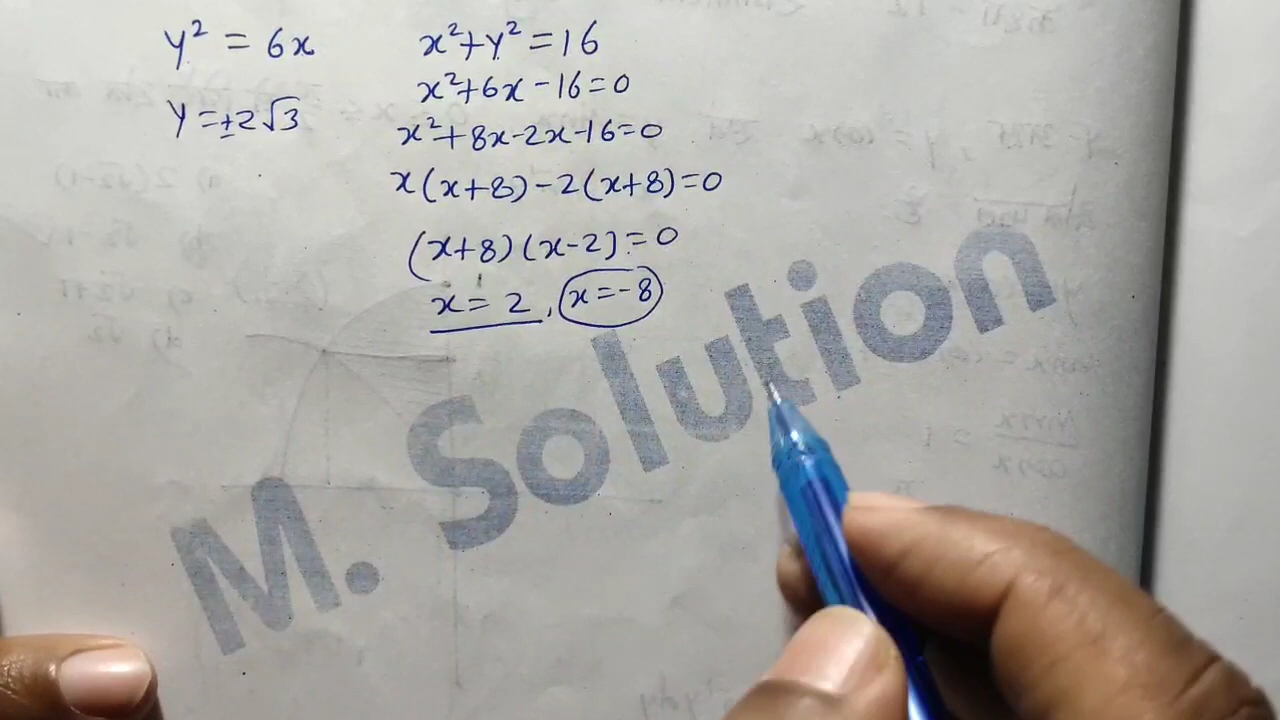 y² = 6x
y = ±2√3
x² + y² = 16
x² + 6x - 16 = 0
x² + 8x - 2x - 16 = 0
x(x+8) - 2(x+8) = 0
(x+8)(x-2) = 0
x = 2, x = -8
M. Solution